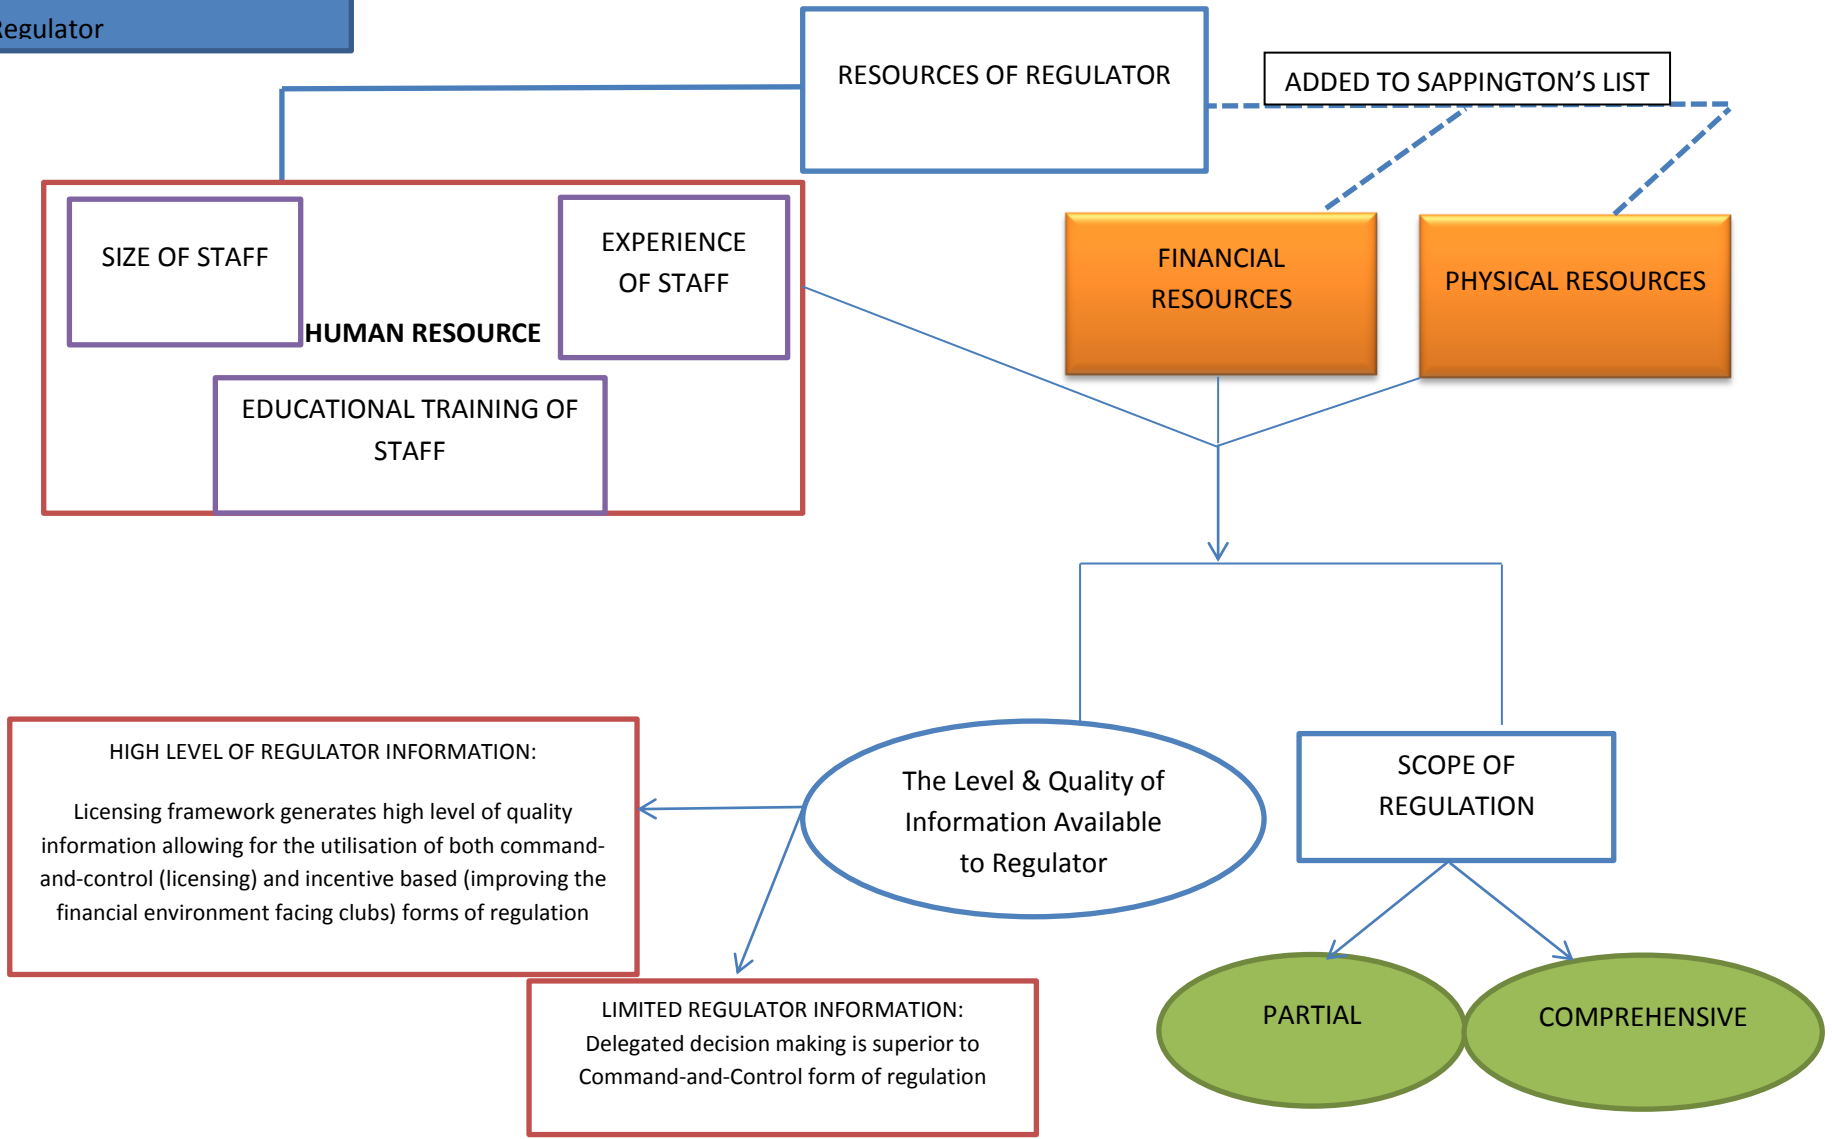 Regulator
RESOURCES OF REGULATOR
ADDED TO SAPPINGTON'S LIST
SIZE OF STAFF
EXPERIENCE
OF STAFF
HUMAN RESOURCE
EDUCATIONAL TRAINING OF
STAFF
FINANCIAL
RESOURCES
PHYSICAL RESOURCES
HIGH LEVEL OF REGULATOR INFORMATION:
Licensing framework generates high level of quality
information allowing for the utilisation of both command-
and-control (licensing) and incentive based (improving the
financial environment facing clubs) forms of regulation
The Level & Quality of
Information Available
to Regulator
SCOPE OF
REGULATION
LIMITED REGULATOR INFORMATION:
Delegated decision making is superior to
Command-and-Control form of regulation
PARTIAL
COMPREHENSIVE